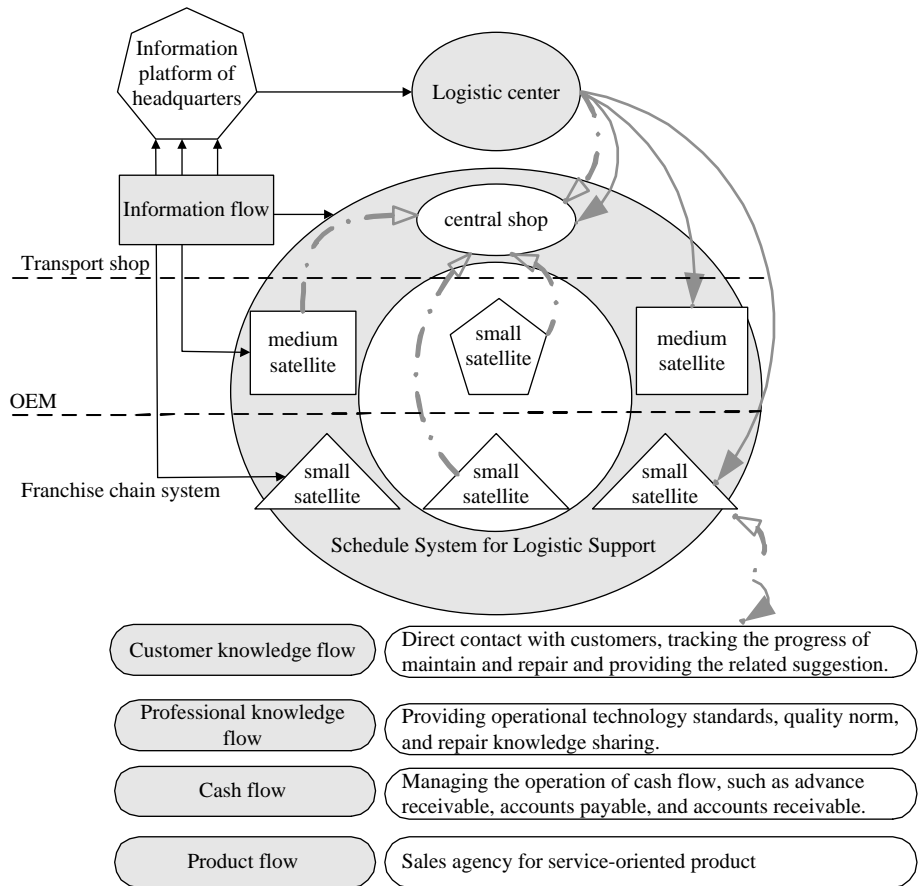 Information
platform of
headquarters
Logistic center
Information flow
central shop
Transport shop
medium
satellite
small
satellite
medium
satellite
OEM
small
satellite
small
satellite
small
satellite
Franchise chain system
Schedule System for Logistic Support
Customer knowledge flow
Direct contact with customers, tracking the progress of
maintain and repair and providing the related suggestion.
Professional knowledge
flow
Providing operational technology standards, quality norm,
and repair knowledge sharing.
Cash flow
Managing the operation of cash flow, such as advance
receivable, accounts payable, and accounts receivable.
Product flow
Sales agency for service-oriented product